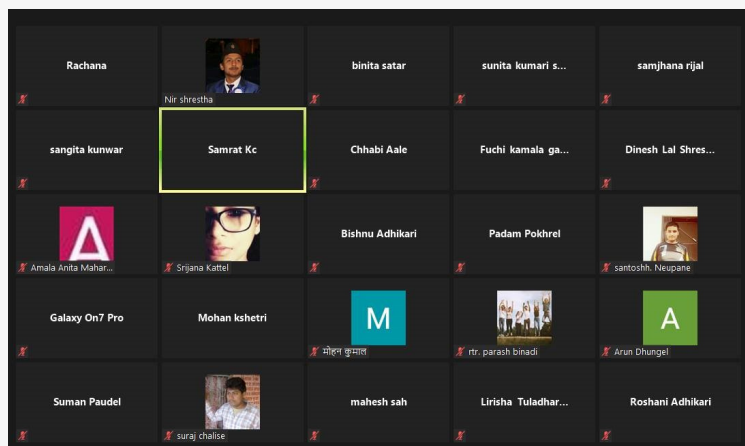 Rachana
Nir shrestha
binita satar
sunita kumari s...
samjhana rijal
sangita kunwar
Samrat Kc
Chhabi Aale
Fuchi kamala ga...
Dinesh Lal Shres...
A
Amala Anita Mahar...
Srijana Kattel
Bishnu Adhikari
Padam Pokhrel
santoshh. Neupane
Galaxy On7 Pro
Mohan kshetri
M
मोहन कुमाल
rtr. parash binadi
A
Arun Dhungel
Suman Paudel
suraj chalise
mahesh sah
Lirisha Tuladhar...
Roshani Adhikari